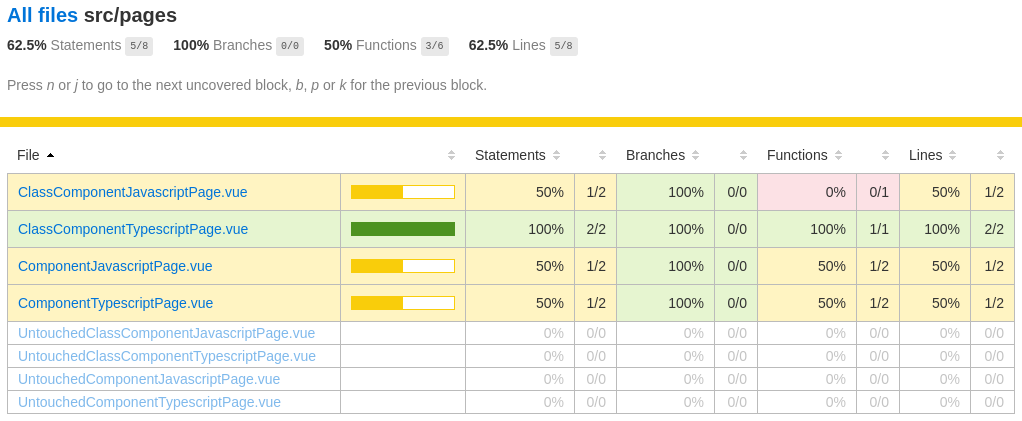 All files src/pages
62.5% Statements 5/8 100% Branches 0/0 50% Functions 3/6 62.5% Lines 5/8
Press n or j to go to the next uncovered block, b, p or k for the previous block.
File Statements Branches Functions Lines
ClassComponentJavascriptPage.vue 50% 1/2 100% 0/0 0% 0/1 50% 1/2
ClassComponentTypescriptPage.vue 100% 2/2 100% 0/0 100% 1/1 100% 2/2
ComponentJavascriptPage.vue 50% 1/2 100% 0/0 50% 1/2 50% 1/2
ComponentTypescriptPage.vue 50% 1/2 100% 0/0 50% 1/2 50% 1/2
UntouchedClassComponentJavascriptPage.vue 0% 0/0 0% 0/0 0% 0/0 0% 0/0
UntouchedClassComponentTypescriptPage.vue 0% 0/0 0% 0/0 0% 0/0 0% 0/0
UntouchedComponentJavascriptPage.vue 0% 0/0 0% 0/0 0% 0/0 0% 0/0
UntouchedComponentTypescriptPage.vue 0% 0/0 0% 0/0 0% 0/0 0% 0/0